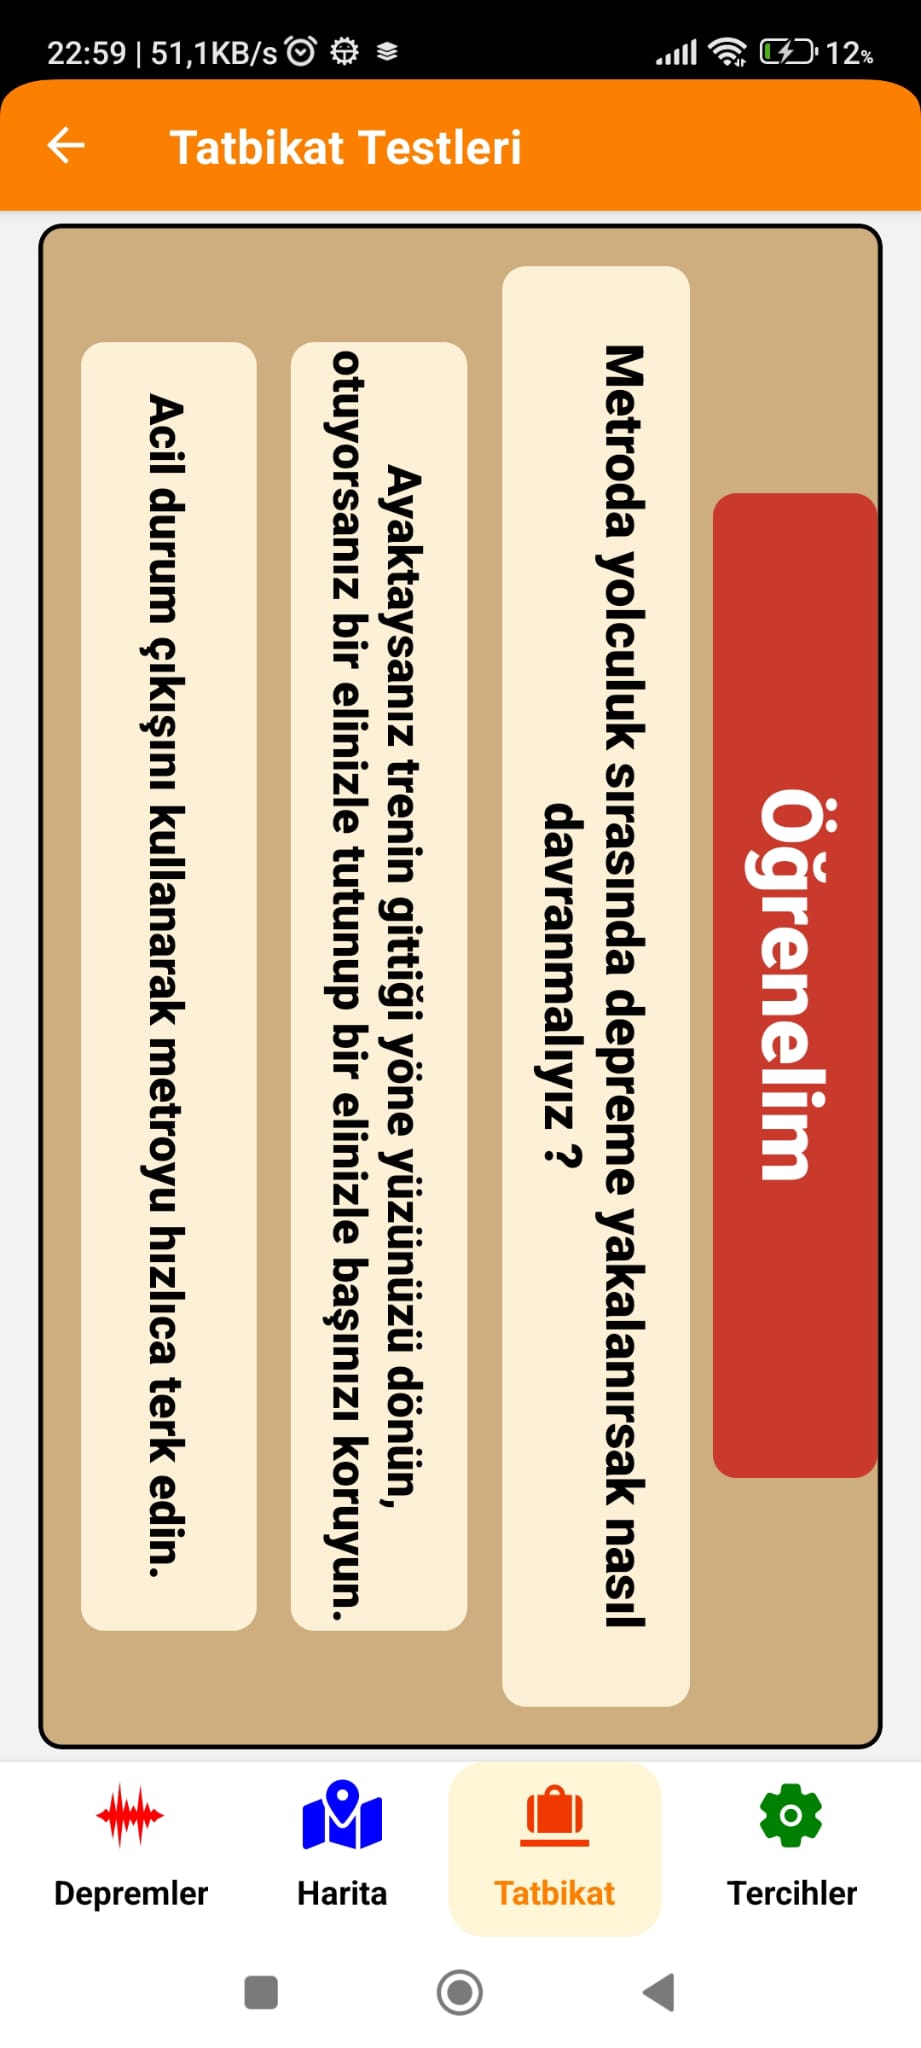 22:59 | 51,1KB/s 12%
Tatbikat Testleri
Öğrenelim
Metroda yolculuk sırasında depreme yakalanırsak nasıl
davranmalıyız ?
Ayaktaysanız trenin gittiği yöne yüzünüzü dönün,
otuyorsanız bir elinizle tutunup bir elinizle başınızı koruyun.
Acil durum çıkışını kullanarak metroyu hızlıca terk edin.
Depremler Harita Tatbikat Tercihler